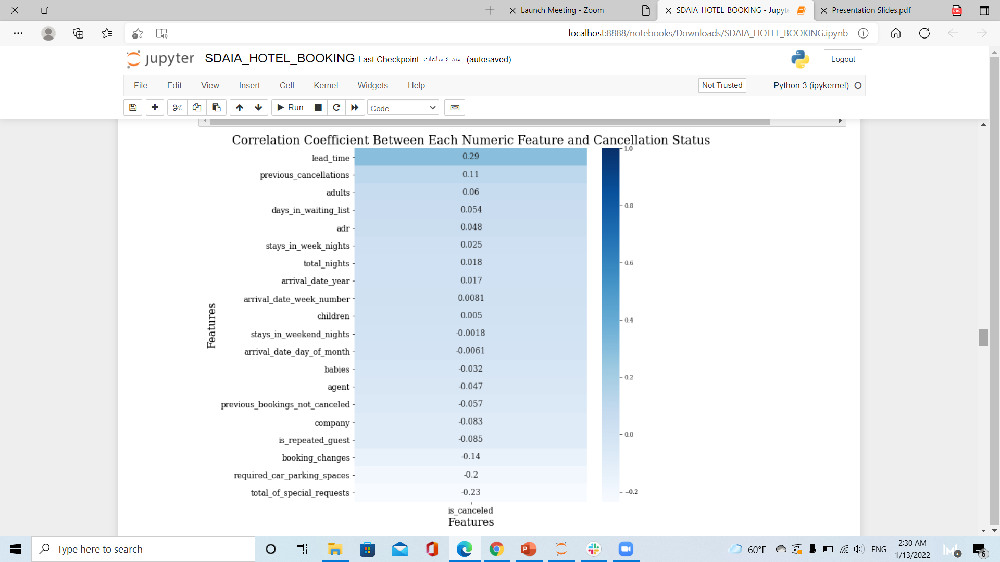 Launch Meeting - Zoom
SDAIA_HOTEL_BOOKING - Jupyt
Presentation Slides.pdf
PDF
localhost:8888/notebooks/Downloads/SDAIA_HOTEL_BOOKING.ipynb
jupyter SDAIA_HOTEL_BOOKING Last Checkpoint: منذ ٤ ساعات (autosaved)
Logout
File Edit View Insert Cell Kernel Widgets Help
Not Trusted
Python 3 (ipykernel)
Run
Code
Correlation Coefficient Between Each Numeric Feature and Cancellation Status
lead_time 0.29
previous_cancellations 0.11
adults 0.06
days_in_waiting_list 0.054
adr 0.048
stays_in_week_nights 0.025
total_nights 0.018
arrival_date_year 0.017
arrival_date_week_number 0.0081
children 0.005
stays_in_weekend_nights -0.0018
arrival_date_day_of_month -0.0061
babies -0.032
agent -0.047
previous_bookings_not_canceled -0.057
company -0.083
is_repeated_guest -0.085
booking_changes -0.14
required_car_parking_spaces -0.2
total_of_special_requests -0.23
Features
is_canceled
Features
1.0
0.8
0.6
0.4
0.2
0.0
−0.2
Type here to search
P
60°F
ENG
2:30 AM
1/13/2022
2
6